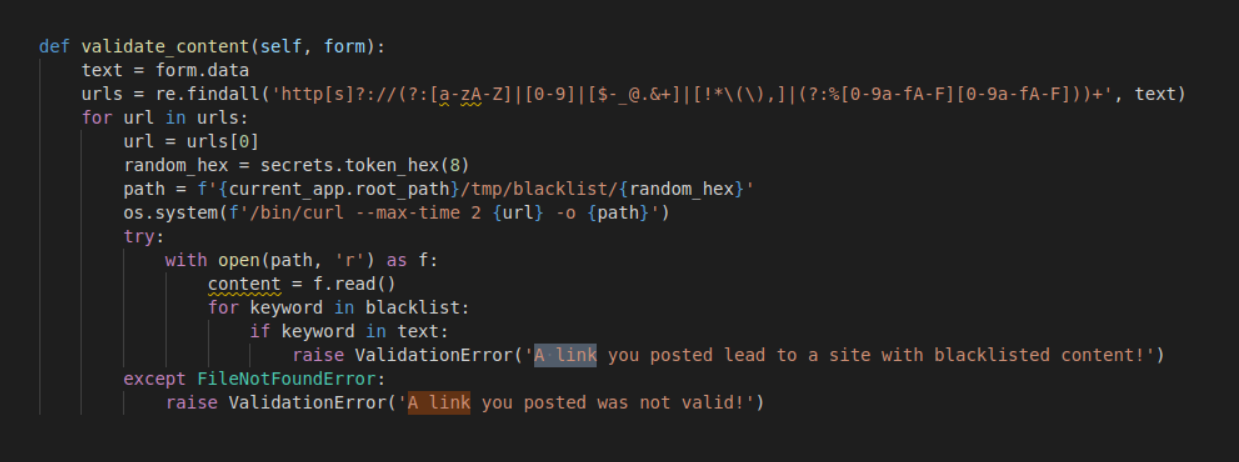 def validate_content(self, form):
    text = form.data
    urls = re.findall('http[s]?://(?:[a-zA-Z]|[0-9]|[$-_@.&+]|[!*\(\),]|(?:%[0-9a-fA-F][0-9a-fA-F]))+', text)
    for url in urls:
        url = urls[0]
        random_hex = secrets.token_hex(8)
        path = f'{current_app.root_path}/tmp/blacklist/{random_hex}'
        os.system(f'/bin/curl --max-time 2 {url} -o {path}')
        try:
            with open(path, 'r') as f:
                content = f.read()
                for keyword in blacklist:
                    if keyword in text:
                        raise ValidationError('A link you posted lead to a site with blacklisted content!')
        except FileNotFoundError:
            raise ValidationError('A link you posted was not valid!')